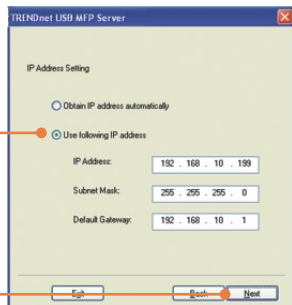 TRENDnet USB MFP Server
IP Address Setting
Obtain IP address automatically
Use following IP address
IP Address: 192 . 168 . 10 . 199
Subnet Mask: 255 . 255 . 255 . 0
Default Gateway: 192 . 168 . 10 . 1
Exit Back Next